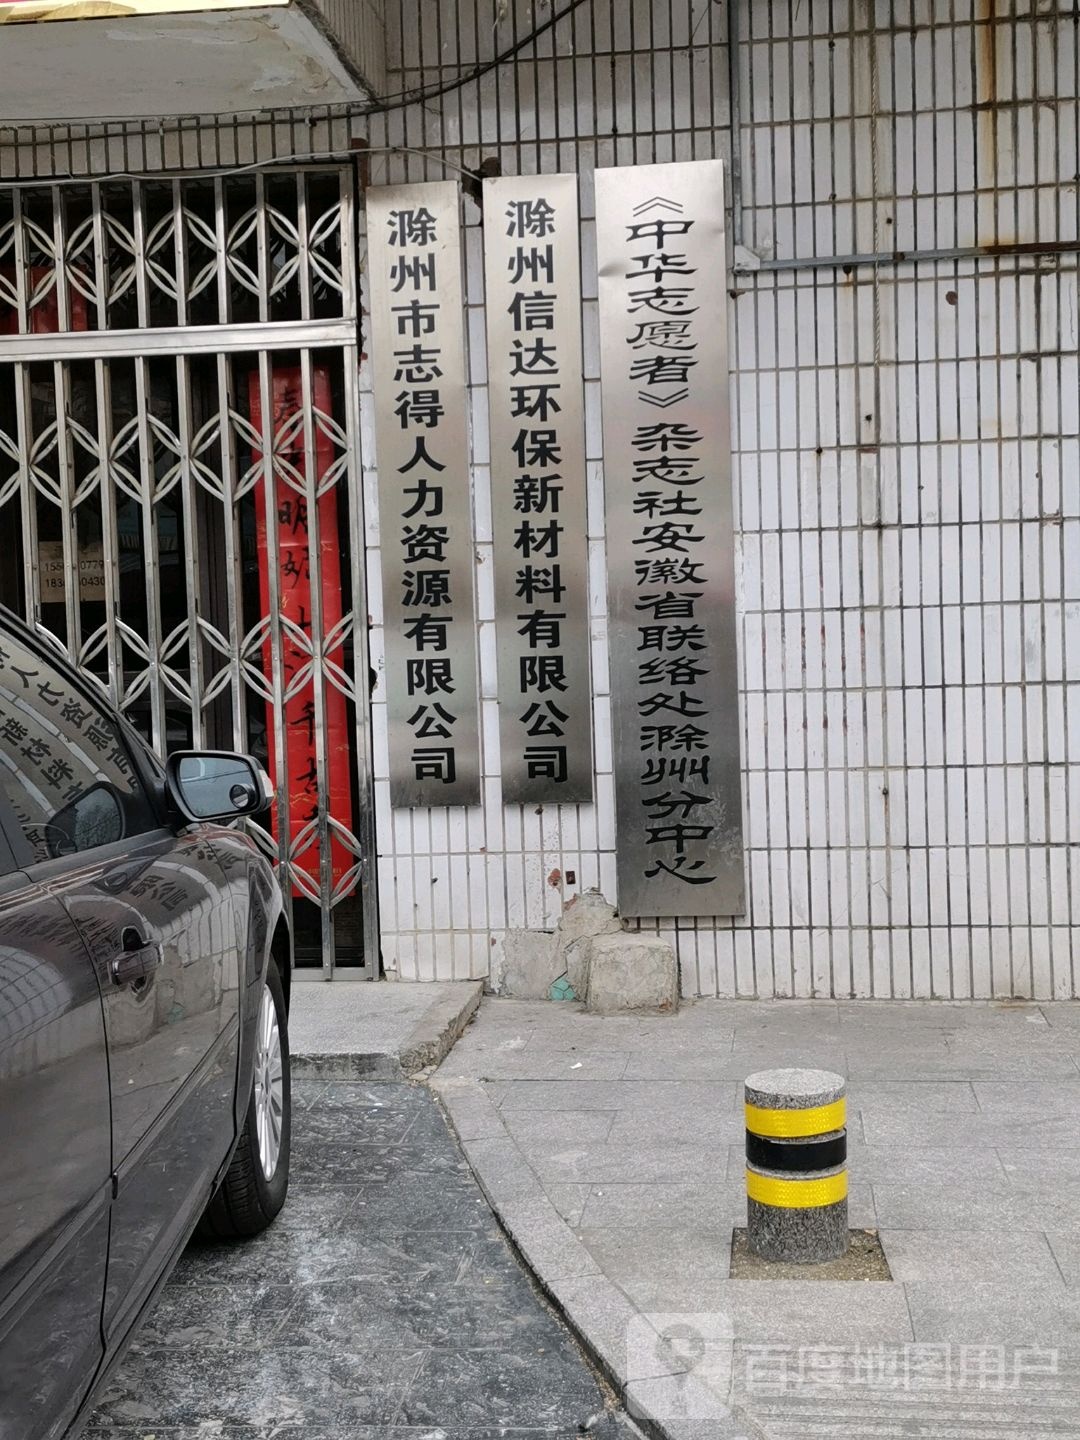 滁州市志得人力资源有限公司
滁州信达环保新材料有限公司
《中华志愿者》杂志社安徽省联络处滁州分中心
百度地图用户